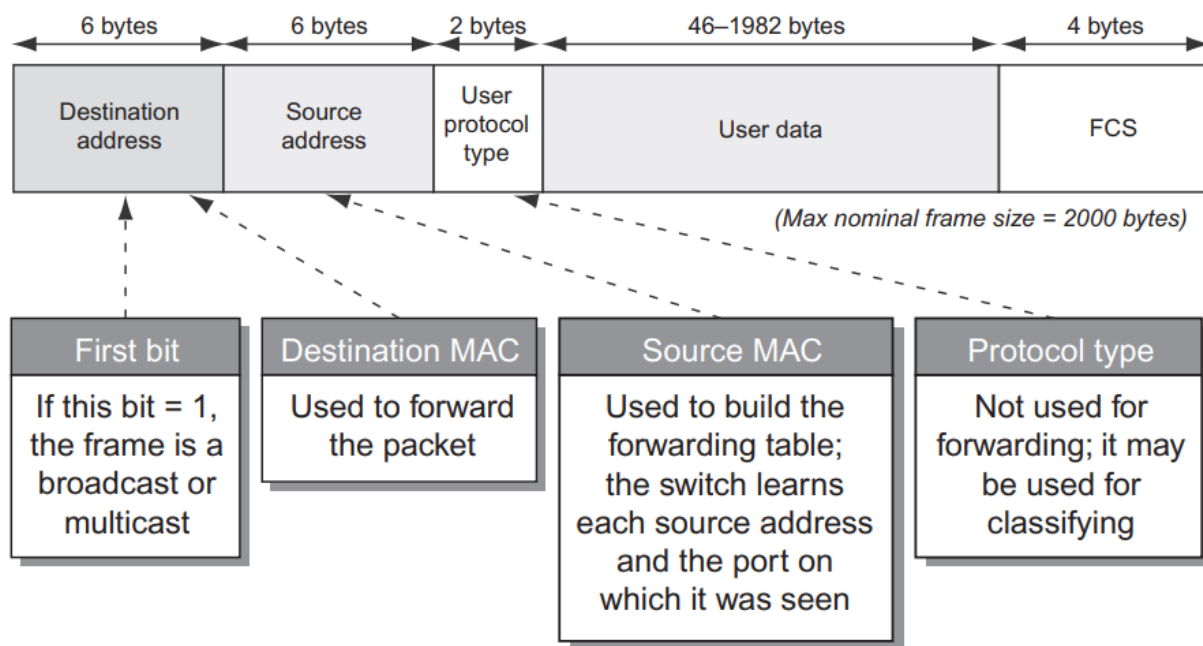 6 bytes
6 bytes
2 bytes
46–1982 bytes
4 bytes
Destination
address
Source
address
User
protocol
type
User data
FCS
(Max nominal frame size = 2000 bytes)
First bit
If this bit = 1,
the frame is a
broadcast or
multicast
Destination MAC
Used to forward
the packet
Source MAC
Used to build the
forwarding table;
the switch learns
each source address
and the port on
which it was seen
Protocol type
Not used for
forwarding; it may
be used for
classifying